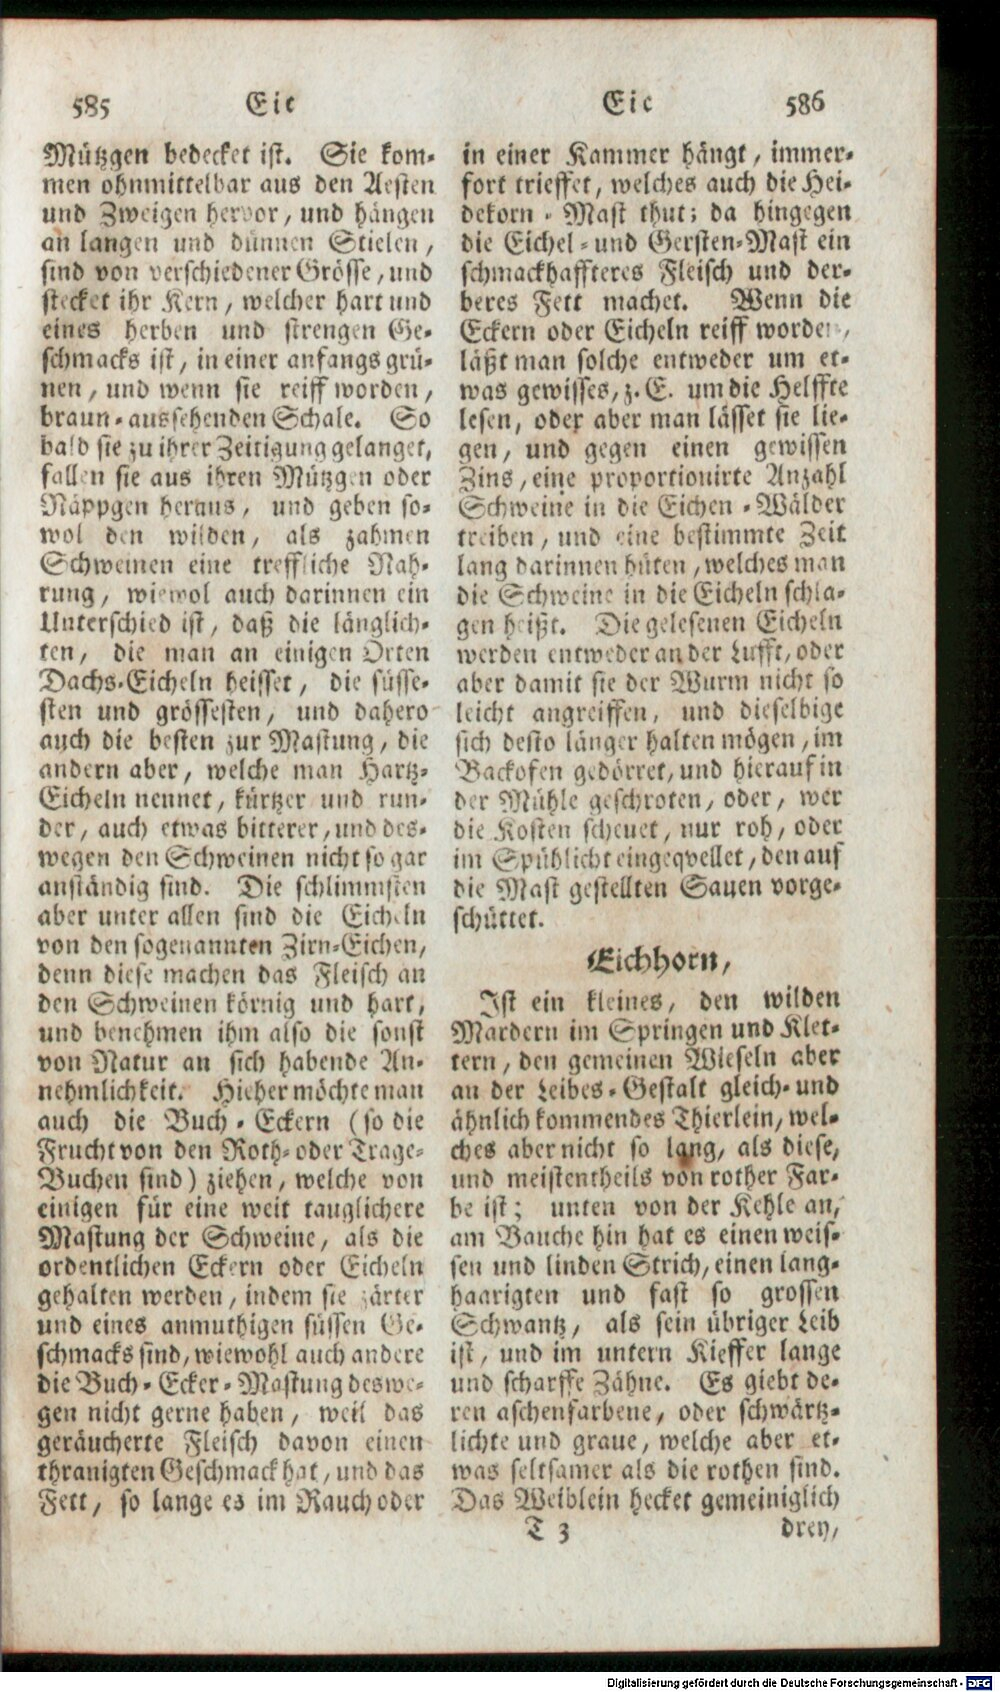 585 Eic
Mützgen bedecket ist. Sie kom-
men ohnmittelbar aus den Aesten
und Zweigen hervor, und hängen
an langen und dünnen Stielen,
sind von verschiedener Grösse, und
stecket ihr Kern, welcher hart und
eines herben und strengen Ge-
schmacks ist, in einer anfangs grü-
nen, und wenn sie reiff worden,
braun-aussehenden Schale. So
bald sie zu ihrer Zeitigung gelanget,
fallen sie aus ihren Mützgen oder
Näppgen heraus, und geben so-
wol den wilden, als zahmen
Schweinen eine treffliche Nah-
rung, wiewol auch darinnen ein
Unterschied ist, daß die länglich-
ten, die man an einigen Orten
Dachs-Eicheln heisset, die süsse-
sten und grössesten, und dahero
auch die besten zur Mastung, die
andern aber, welche man Hartz-
Eicheln nennet, kürtzer und run-
der, auch etwas bitterer, und des-
wegen den Schweinen nicht so gar
anständig sind. Die schlimmsten
aber unter allen sind die Eicheln
von den sogenannten Zirn-Eichen,
denn diese machen das Fleisch an
den Schweinen körnig und hart,
und benehmen ihm also die sonst
von Natur an sich habende An-
nehmlichkeit. Hieher möchte man
auch die Buch-Eckern (so die
Frucht von den Roth- oder Trage-
Buchen sind) ziehen, welche von
einigen für eine weit tauglichere
Mastung der Schweine, als die
ordentlichen Eckern oder Eicheln
gehalten werden, indem sie zärter
und eines anmuthigen süssen Ge-
schmacks sind, wiewohl auch andere
die Buch-Ecker-Mastung deswe-
gen nicht gerne haben, weil das
geräucherte Fleisch davon einen
thranigten Geschmack hat, und das
Fett, so lange es im Rauch oder
Eic 586
in einer Kammer hängt, immer-
fort trieffet, welches auch die Hei-
dekorn-Mast thut; da hingegen
die Eichel- und Gersten-Mast ein
schmackhaffteres Fleisch und der-
beres Fett machet. Wenn die
Eckern oder Eicheln reiff worden,
läßt man solche entweder um et-
was gewisses, z. E. um die Helffte
lesen, oder aber man lässet sie lie-
gen, und gegen einen gewissen
Zins, eine proportionirte Anzahl
Schweine in die Eichen-Wälder
treiben, und eine bestimmte Zeit
lang darinnen hüten, welches man
die Schweine in die Eicheln schla-
gen heißt. Die gelesenen Eicheln
werden entweder an der Lufft, oder
aber damit sie der Wurm nicht so
leicht angreiffen, und dieselbige
sich desto länger halten mögen, im
Backofen gedörret, und hierauf in
der Mühle geschroten, oder, wer
die Kosten scheuet, nur roh, oder
im Spühlicht eingeqvellet, den auf
die Mast gestellten Sauen vorge-
schüttet.
Eichhorn,
Ist ein kleines, den wilden
Mardern im Springen und Klet-
tern, den gemeinen Wieseln aber
an der Leibes-Gestalt gleich- und
ähnlich kommendes Thierlein, wel-
ches aber nicht so lang, als diese,
und meistentheils von rother Far-
be ist; unten von der Kehle an,
am Bauche hin hat es einen weis-
sen und linden Strich, einen lang-
haarigten und fast so grossen
Schwantz, als sein übriger Leib
ist, und im untern Kieffer lange
und scharffe Zähne. Es giebt de-
ren aschenfarbene, oder schwärtz-
lichte und graue, welche aber et-
was seltsamer als die rothen sind.
Das Weiblein hecket gemeiniglich
T 3 drey,
Digitalisierung gefördert durch die Deutsche Forschungsgemeinschaft - DFG